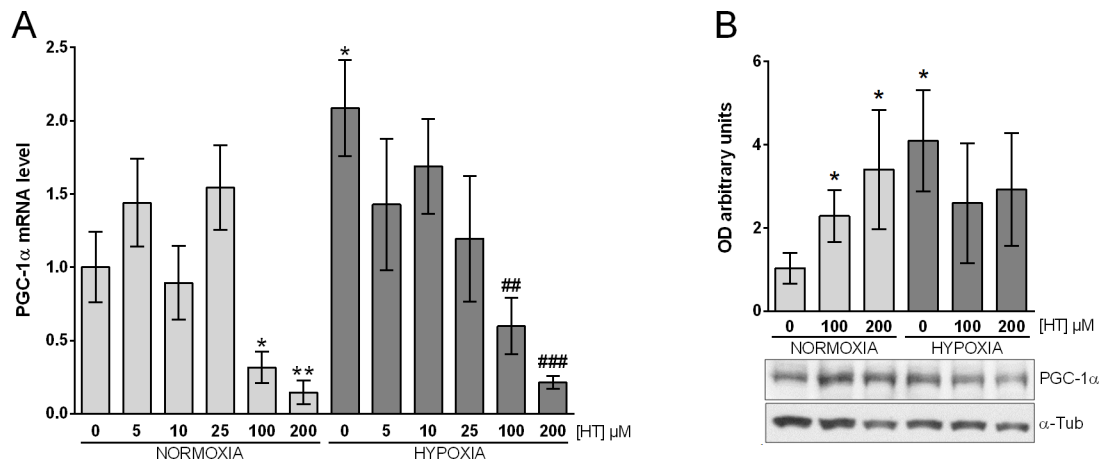 A
PGC-1α mRNA level
2.5
2.0
1.5
1.0
0.5
0.0
*
**
*
*
##
###
0 5 10 25 100 200 0 5 10 25 100 200 [HT] µM
NORMOXIA HYPOXIA
B
OD arbitrary units
6
4
2
0
*
*
*
0 100 200 0 100 200 [HT] µM
NORMOXIA HYPOXIA
PGC-1α
α-Tub